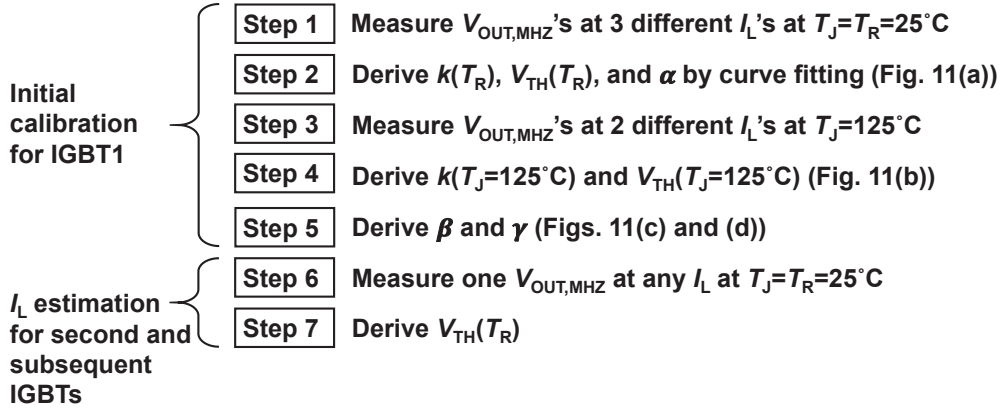 Initial
calibration
for IGBT1
Step 1 Measure V_OUT,MHZ's at 3 different I_L's at T_J=T_R=25˚C
Step 2 Derive k(T_R), V_TH(T_R), and α by curve fitting (Fig. 11(a))
Step 3 Measure V_OUT,MHZ's at 2 different I_L's at T_J=125˚C
Step 4 Derive k(T_J=125˚C) and V_TH(T_J=125˚C) (Fig. 11(b))
Step 5 Derive β and γ (Figs. 11(c) and (d))
I_L estimation
for second and
subsequent
IGBTs
Step 6 Measure one V_OUT,MHZ at any I_L at T_J=T_R=25˚C
Step 7 Derive V_TH(T_R)